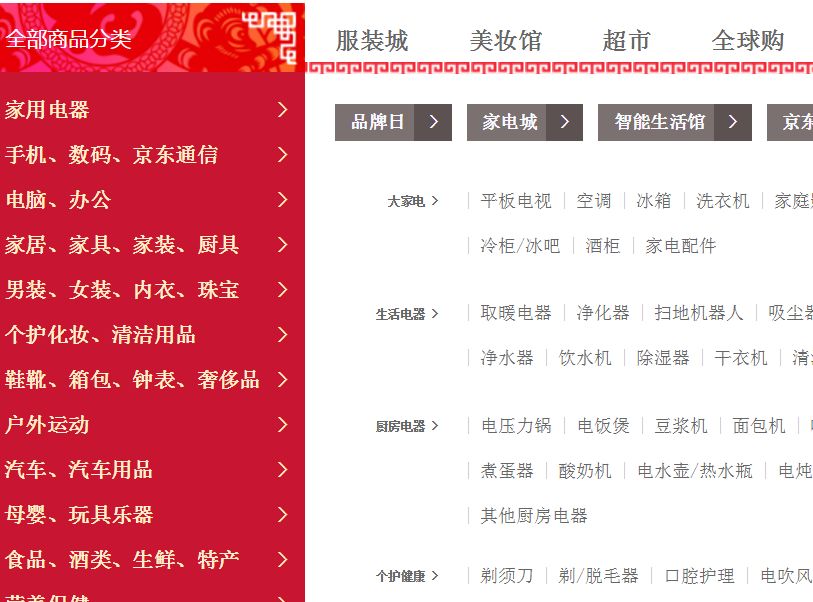 全部商品分类
服装城 美妆馆 超市 全球购
家用电器 >
手机、数码、京东通信 >
电脑、办公 >
家居、家具、家装、厨具 >
男装、女装、内衣、珠宝 >
个护化妆、清洁用品 >
鞋靴、箱包、钟表、奢侈品 >
户外运动 >
汽车、汽车用品 >
母婴、玩具乐器 >
食品、酒类、生鲜、特产 >
营养保健
品牌日 > 家电城 > 智能生活馆 > 京东
大家电 > 平板电视 空调 冰箱 洗衣机 家庭
冷柜/冰吧 酒柜 家电配件
生活电器 > 取暖电器 净化器 扫地机器人 吸尘器
净水器 饮水机 除湿器 干衣机 清
厨房电器 > 电压力锅 电饭煲 豆浆机 面包机
煮蛋器 酸奶机 电水壶/热水瓶 电炖
其他厨房电器
个护健康 > 剃须刀 剃/脱毛器 口腔护理 电吹风